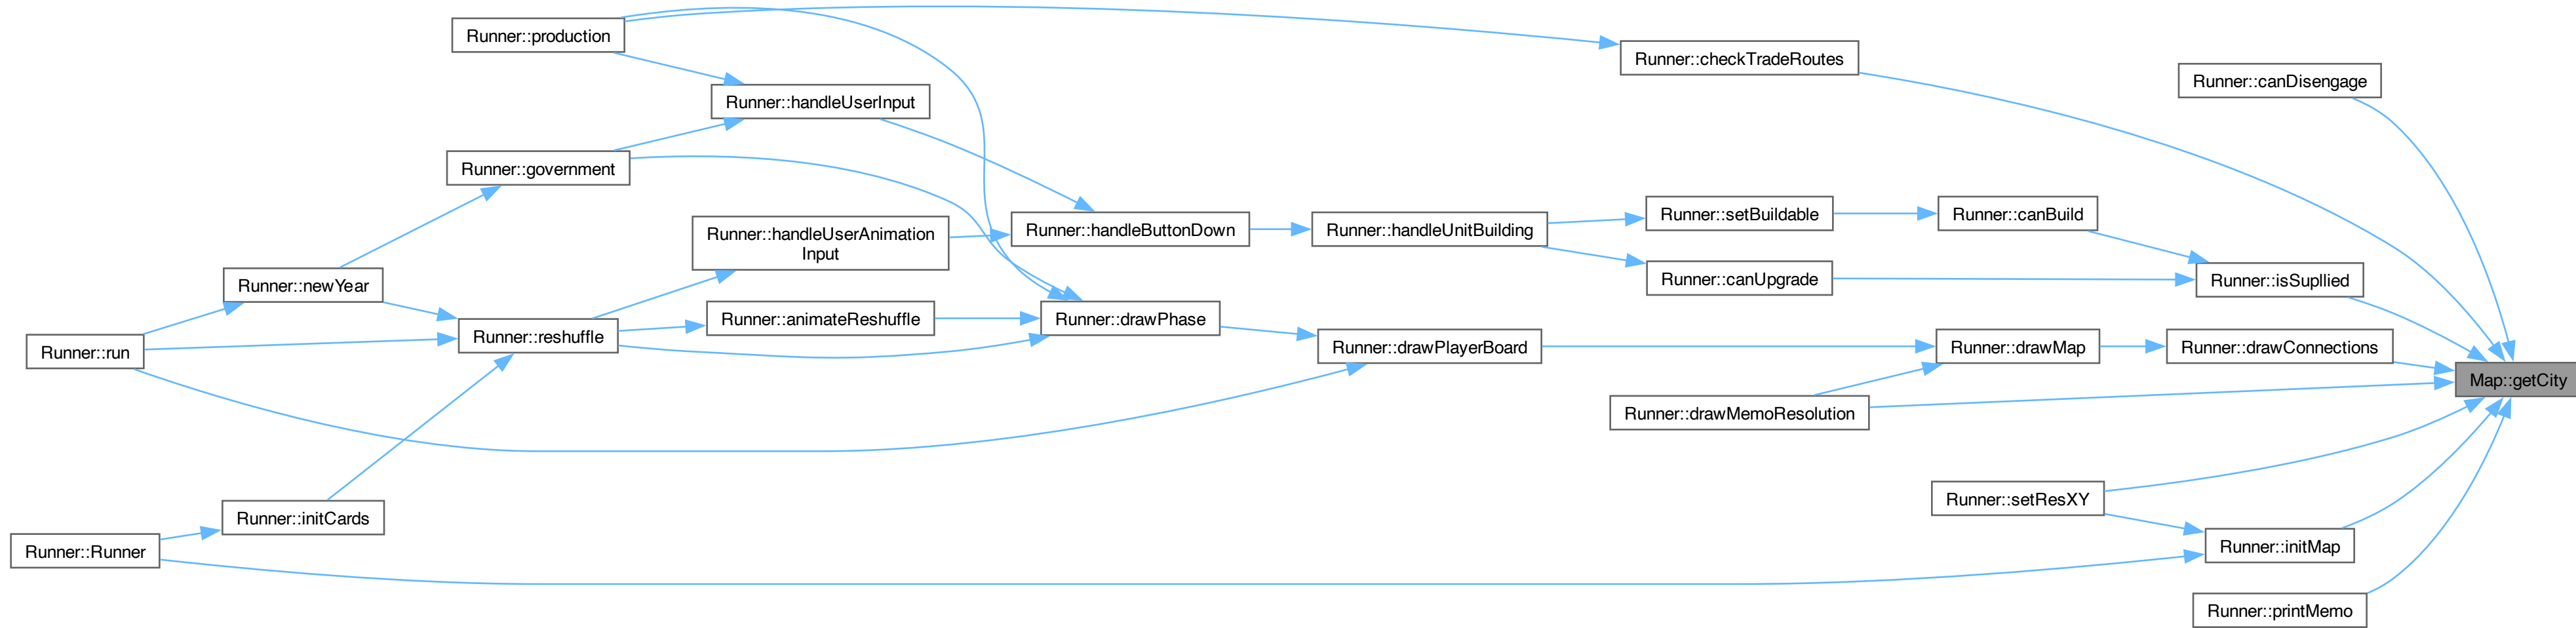 Runner::production
Runner::checkTradeRoutes
Runner::canDisengage
Runner::handleUserInput
Runner::government
Runner::setBuildable
Runner::canBuild
Runner::handleUserAnimation
Input
Runner::handleButtonDown
Runner::handleUnitBuilding
Runner::canUpgrade
Runner::isSupllied
Runner::newYear
Runner::animateReshuffle
Runner::drawPhase
Runner::reshuffle
Runner::run
Runner::drawPlayerBoard
Runner::drawMap
Runner::drawConnections
Map::getCity
Runner::drawMemoResolution
Runner::setResXY
Runner::initCards
Runner::Runner
Runner::initMap
Runner::printMemo